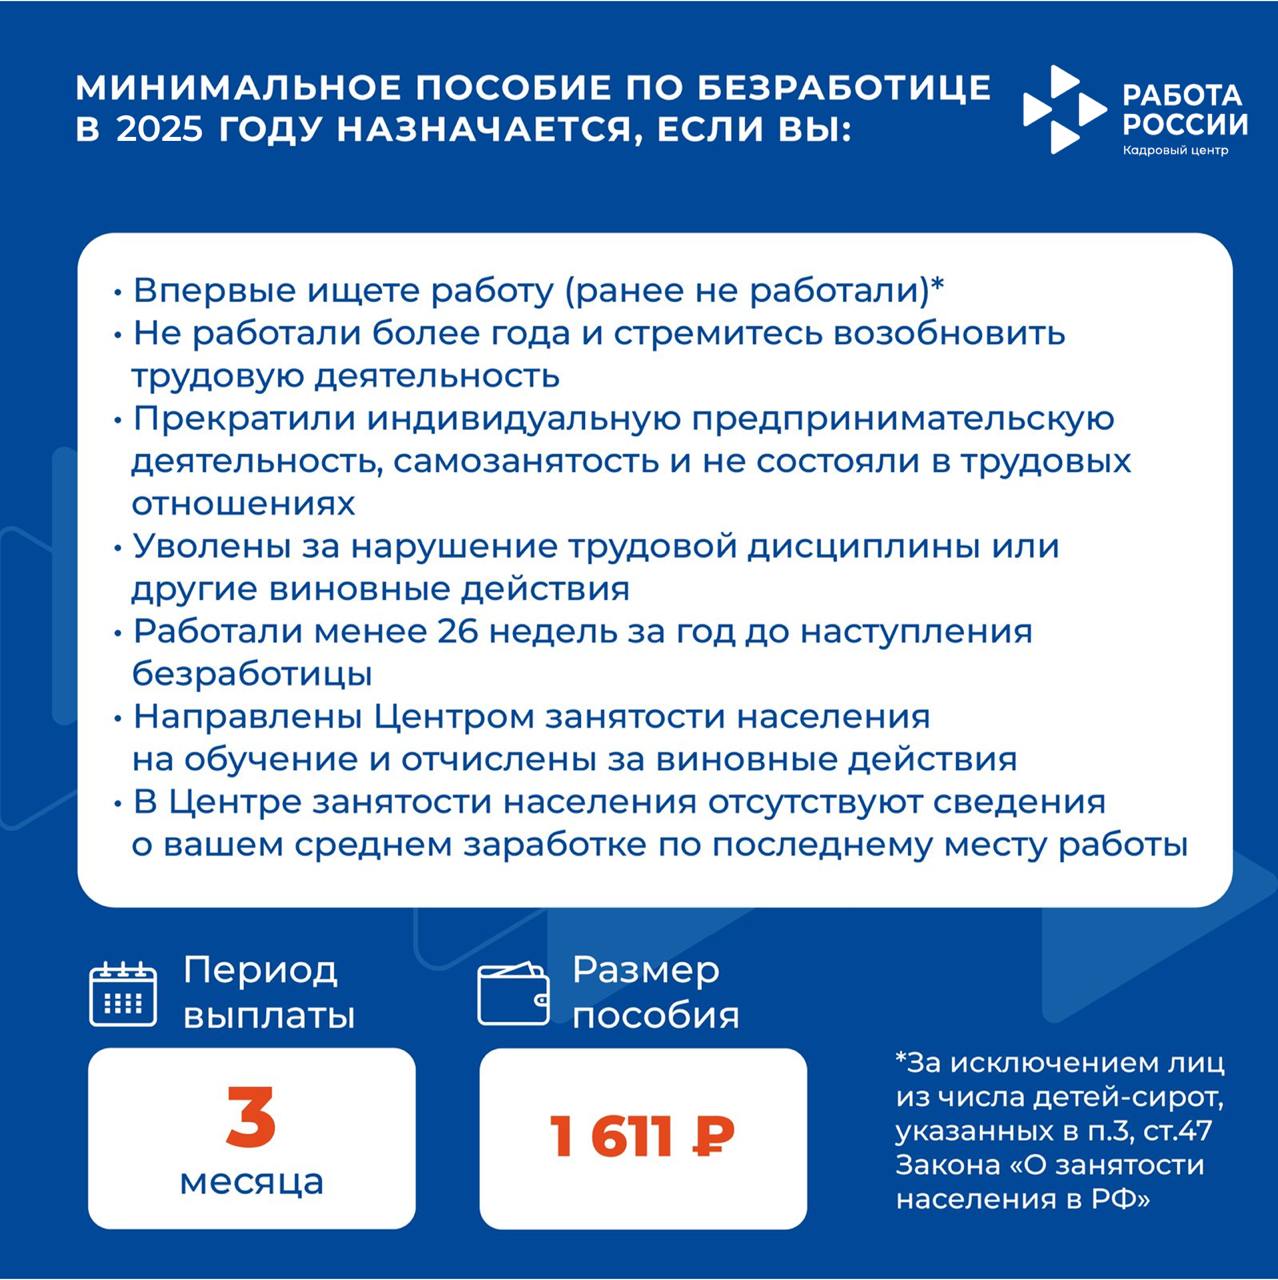 МИНИМАЛЬНОЕ ПОСОБИЕ ПО БЕЗРАБОТИЦЕ
В 2025 ГОДУ НАЗНАЧАЕТСЯ, ЕСЛИ ВЫ:
РАБОТА
РОССИИ
Кадровый центр
• Впервые ищете работу (ранее не работали)*
• Не работали более года и стремитесь возобновить
трудовую деятельность
• Прекратили индивидуальную предпринимательскую
деятельность, самозанятость и не состояли в трудовых
отношениях
• Уволены за нарушение трудовой дисциплины или
другие виновные действия
• Работали менее 26 недель за год до наступления
безработицы
• Направлены Центром занятости населения
на обучение и отчислены за виновные действия
• В Центре занятости населения отсутствуют сведения
о вашем среднем заработке по последнему месту работы
Период
выплаты
3
месяца
Размер
пособия
1 611 ₽
*За исключением лиц
из числа детей-сирот,
указанных в п.3, ст.47
Закона «О занятости
населения в РФ»